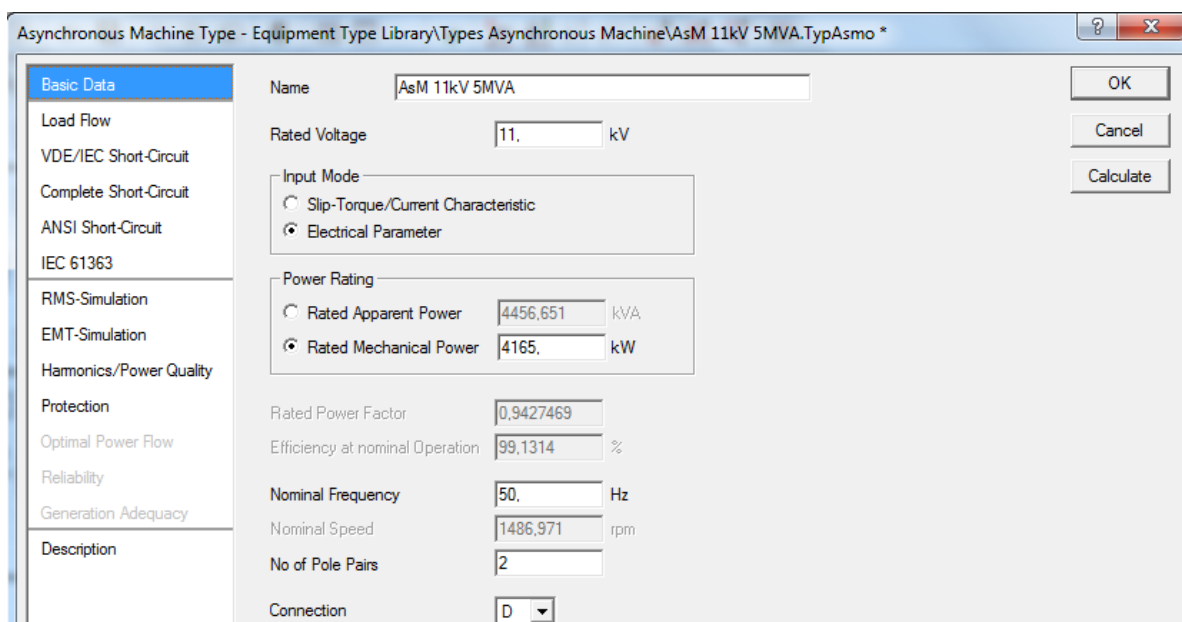 Asynchronous Machine Type - Equipment Type Library\Types Asynchronous Machine\AsM 11kV 5MVA.TypAsmo *
Basic Data
Load Flow
VDE/IEC Short-Circuit
Complete Short-Circuit
ANSI Short-Circuit
IEC 61363
RMS-Simulation
EMT-Simulation
Harmonics/Power Quality
Protection
Optimal Power Flow
Reliability
Generation Adequacy
Description
Name AsM 11kV 5MVA
Rated Voltage 11, kV
Input Mode
Slip-Torque/Current Characteristic
Electrical Parameter
Power Rating
Rated Apparent Power 4456,651 kVA
Rated Mechanical Power 4165, kW
Rated Power Factor 0,9427469
Efficiency at nominal Operation 99,1314 %
Nominal Frequency 50, Hz
Nominal Speed 1486,971 rpm
No of Pole Pairs 2
Connection D
OK
Cancel
Calculate